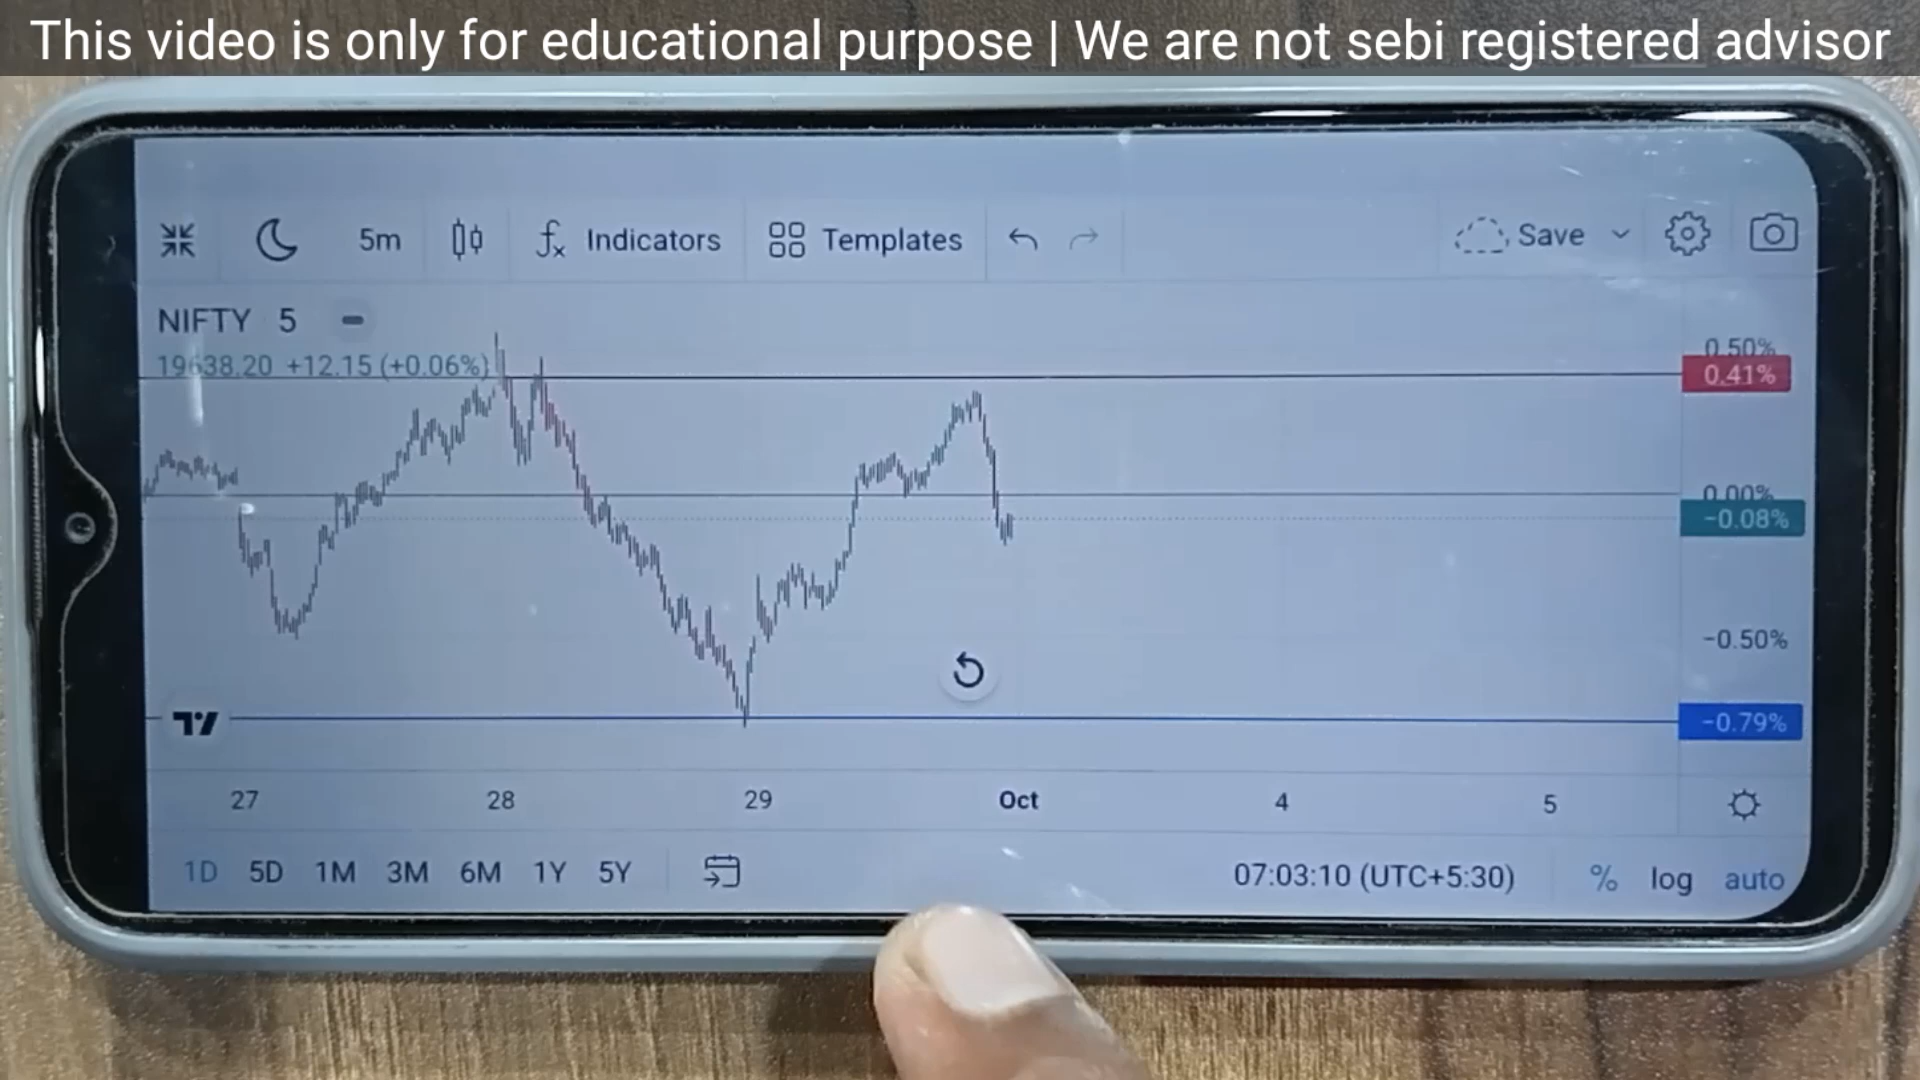 This video is only for educational purpose | We are not sebi registered advisor
5m Indicators Templates Save
NIFTY 5
19638.20 +12.15 (+0.06%)
0.50%
0.41%
0.00%
−0.08%
−0.50%
−0.79%
27 28 29 Oct 4 5
1D 5D 1M 3M 6M 1Y 5Y 07:03:10 (UTC+5:30) % log auto